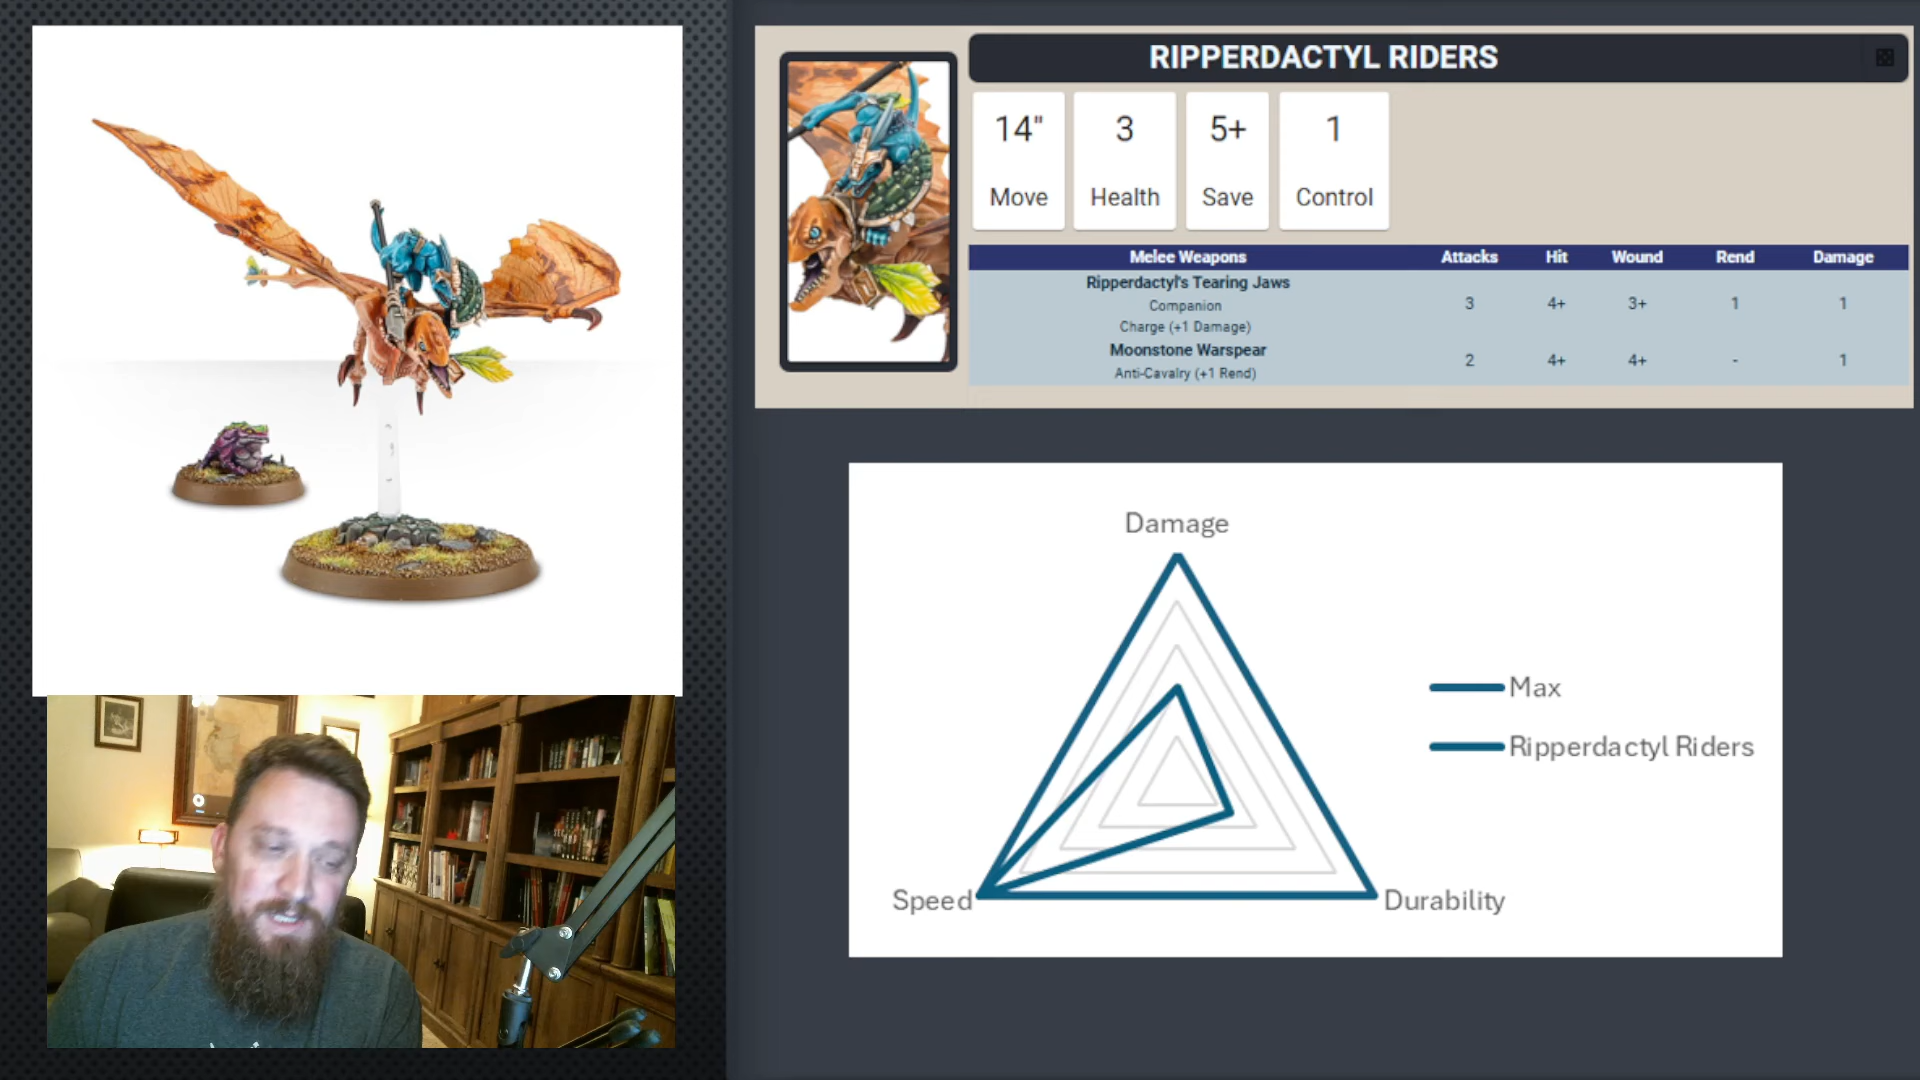 RIPPERDACTYL RIDERS
14" 3 5+ 1
Move Health Save Control
Melee Weapons Attacks Hit Wound Rend Damage
Ripperdactyl's Tearing Jaws
Companion 3 4+ 3+ 1 1
Charge (+1 Damage)
Moonstone Warspear
2 4+ 4+ - 1
Anti-Cavalry (+1 Rend)
Damage
Max
Ripperdactyl Riders
Speed
Durability